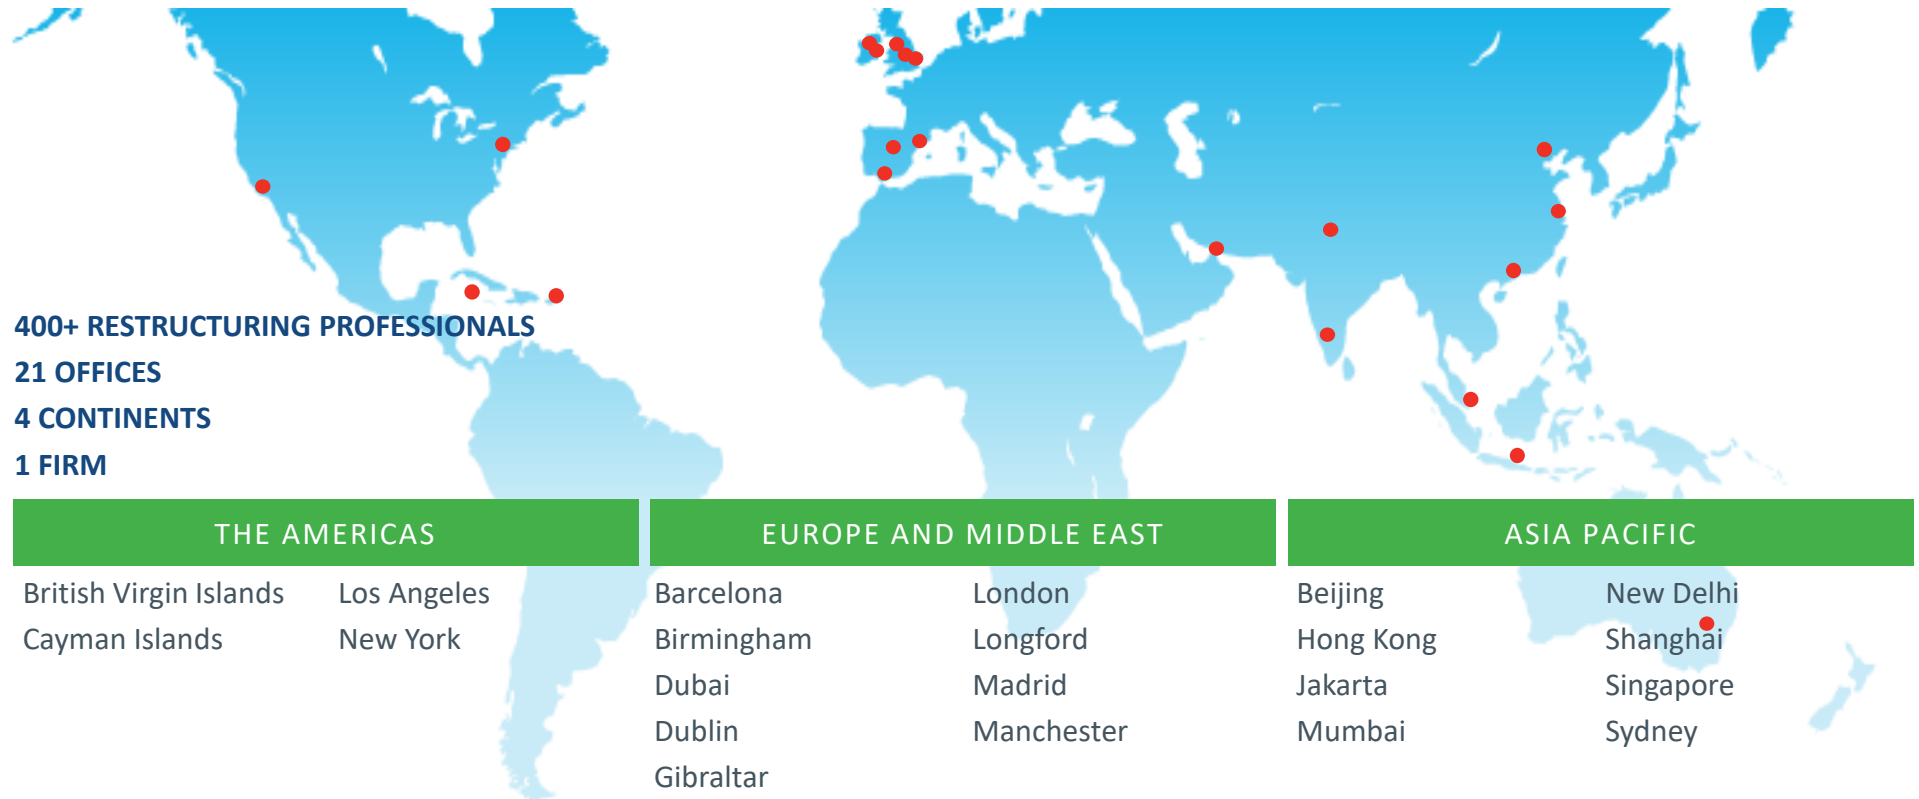 400+ RESTRUCTURING PROFESSIONALS
21 OFFICES
4 CONTINENTS
1 FIRM
THE AMERICAS
British Virgin Islands
Cayman Islands
Los Angeles
New York
EUROPE AND MIDDLE EAST
Barcelona
Birmingham
Dubai
Dublin
Gibraltar
London
Longford
Madrid
Manchester
ASIA PACIFIC
Beijing
Hong Kong
Jakarta
Mumbai
New Delhi
Shanghai
Singapore
Sydney